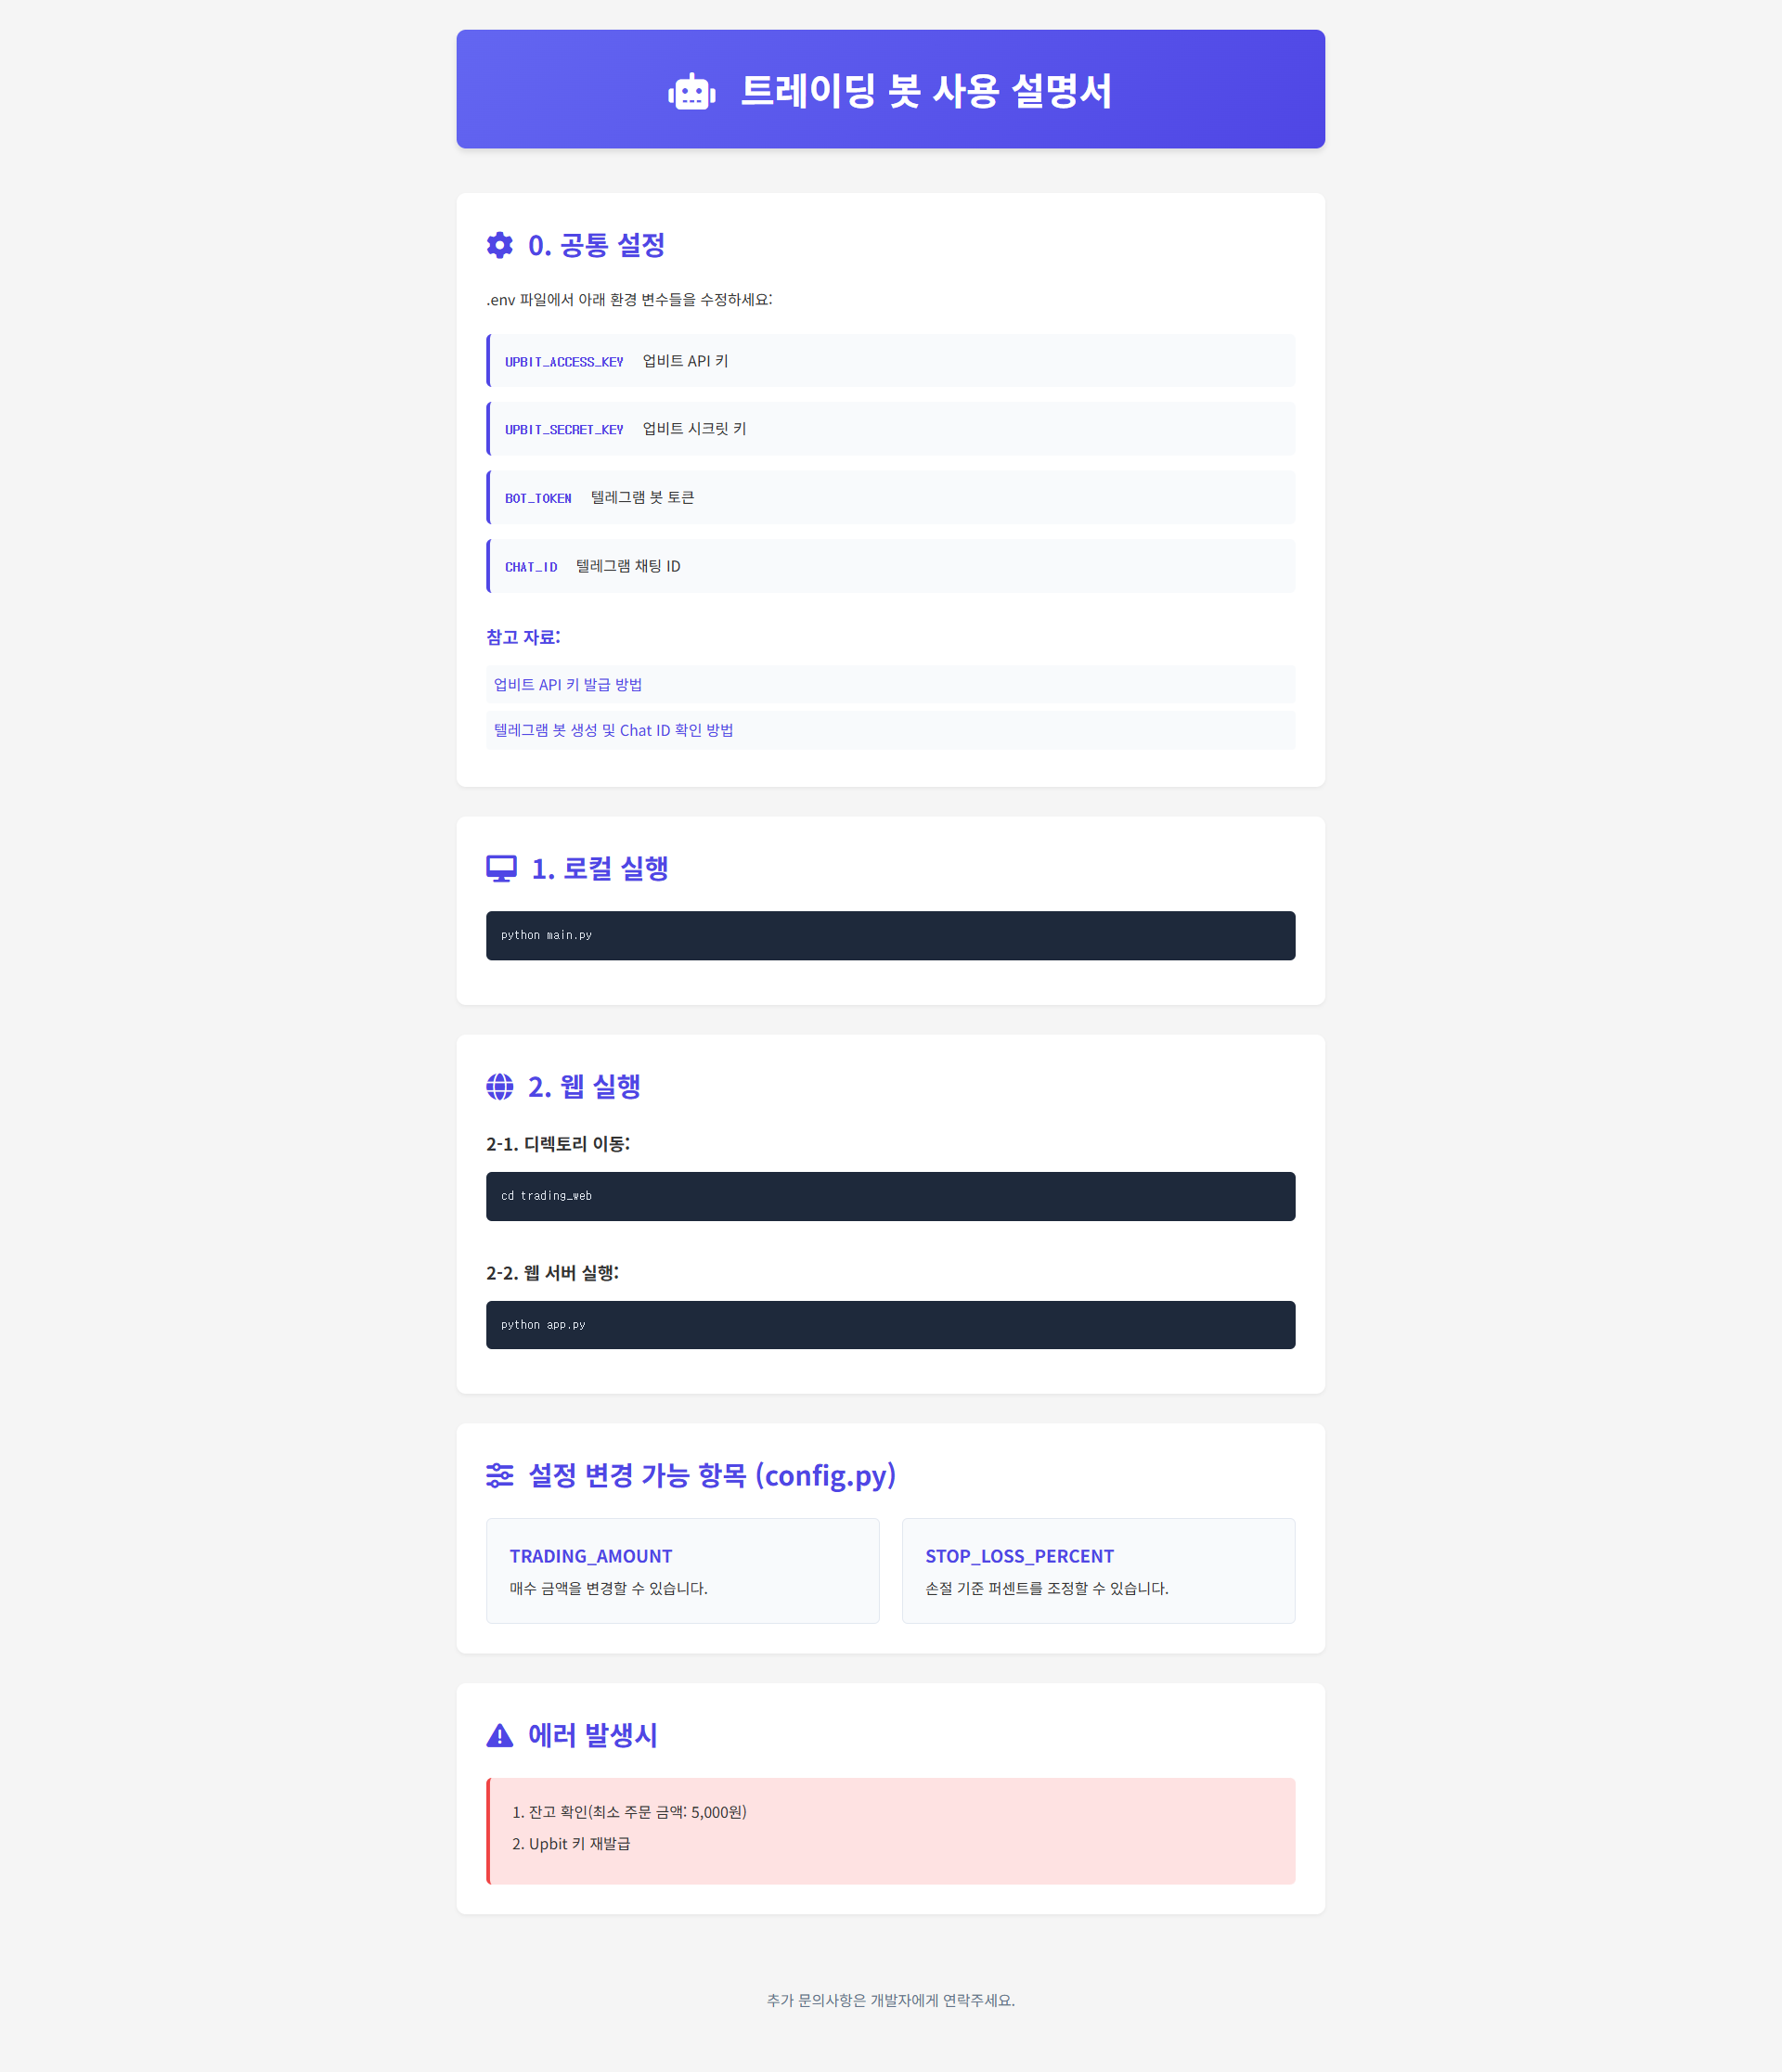 트레이딩 봇 사용 설명서
0. 공통 설정
.env 파일에서 아래 환경 변수들을 수정하세요:
UPBIT_ACCESS_KEY 업비트 API 키
UPBIT_SECRET_KEY 업비트 시크릿 키
BOT_TOKEN 텔레그램 봇 토큰
CHAT_ID 텔레그램 채팅 ID
참고 자료:
업비트 API 키 발급 방법
텔레그램 봇 생성 및 Chat ID 확인 방법
1. 로컬 실행
python main.py
2. 웹 실행
2-1. 디렉토리 이동:
cd trading_web
2-2. 웹 서버 실행:
python app.py
설정 변경 가능 항목 (config.py)
TRADING_AMOUNT
매수 금액을 변경할 수 있습니다.
STOP_LOSS_PERCENT
손절 기준 퍼센트를 조정할 수 있습니다.
에러 발생시
1. 잔고 확인(최소 주문 금액: 5,000원)
2. Upbit 키 재발급
추가 문의사항은 개발자에게 연락주세요.